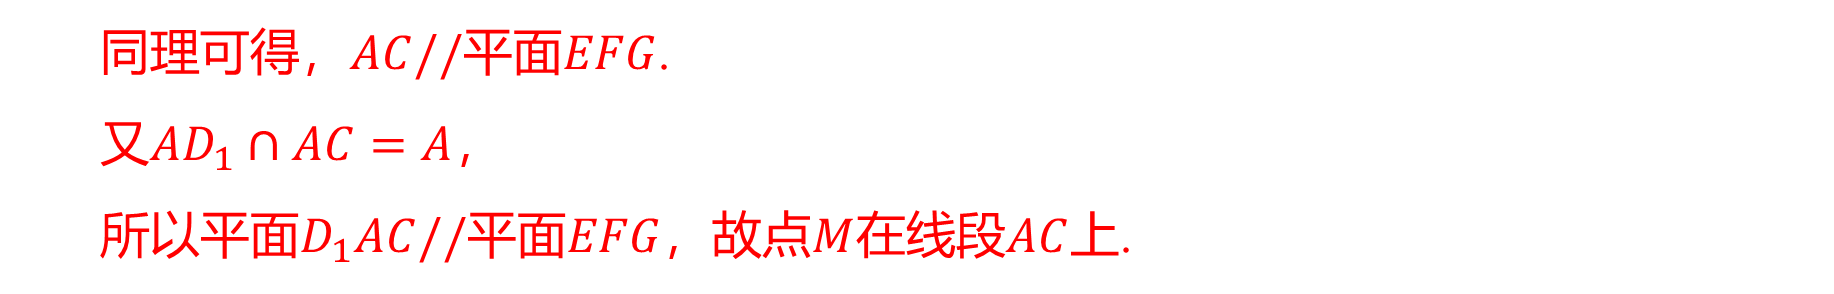 同理可得，AC//平面EFG.
又AD₁ ∩ AC = A，
所以平面D₁AC//平面EFG，故点M在线段AC上.